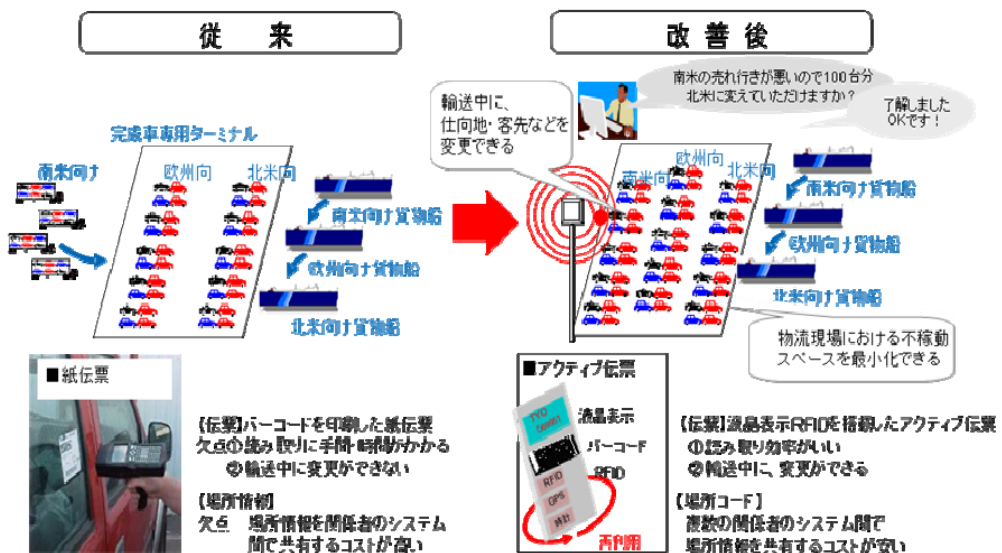 従 来
改善後
完成車専用ターミナル
南米向け
欧州向
北米向
南米向け貨物船
欧州向け貨物船
北米向け貨物船
輸送中に、
仕向地・客先などを
変更できる
南米の売れ行きが悪いので100台分
北米に変えていただけますか?
了解しました
OKです!
南米向
欧州向
北米向
南米向け貨物船
欧州向け貨物船
北米向け貨物船
物流現場における不稼動
スペースを最小化できる
■紙伝票
【伝票】バーコードを印刷した紙伝票
欠点①読み取りに手間・時間がかかる
②輸送中に変更ができない
【場所情報】
欠点 場所情報を関係者のシステム
間で共有するコストが高い
■アクティブ伝票
TYO
液晶表示
バーコード
RFID
RFID
GPS
時計
再利用
【伝票】液晶表示RFIDを搭載したアクティブ伝票
①読み取り効率がいい
②輸送中に、変更ができる
【場所コード】
複数の関係者のシステム間で
場所情報を共有するコストが安い